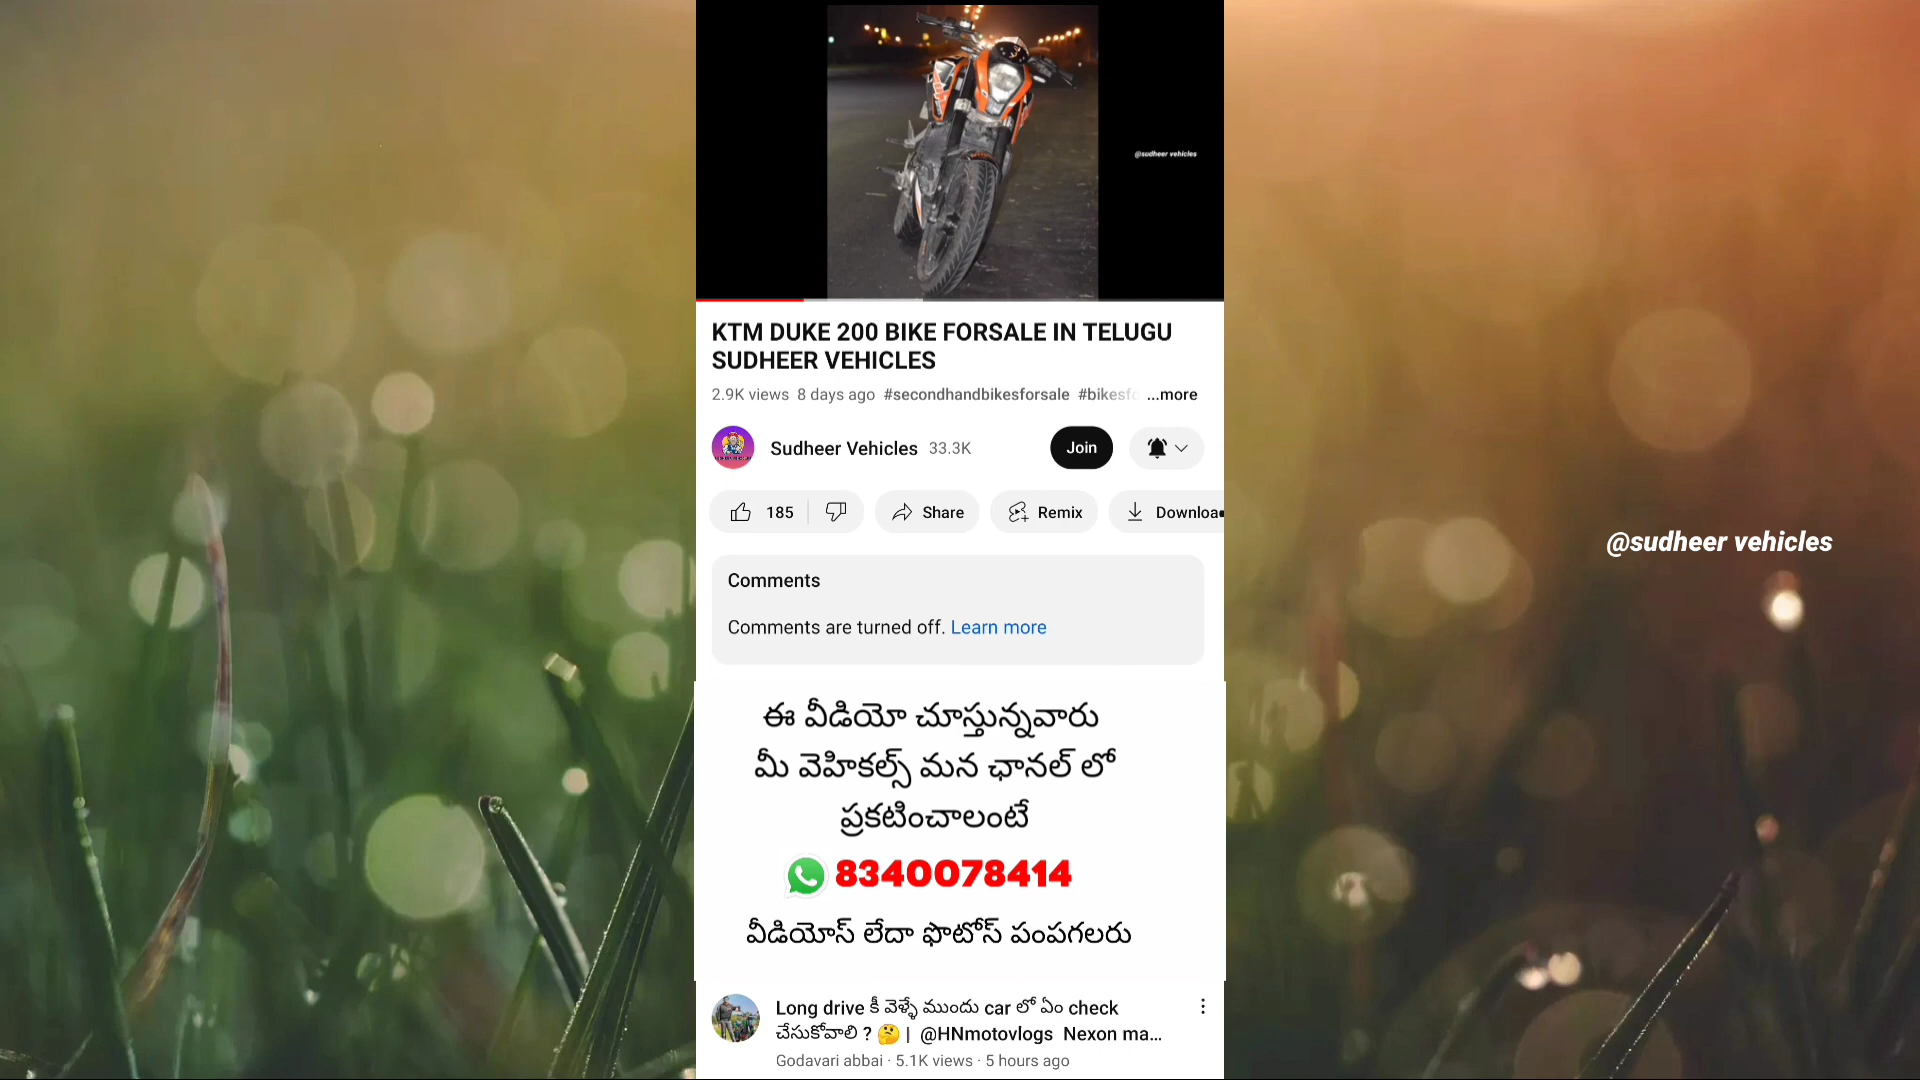 @sudheer vehicles
KTM DUKE 200 BIKE FORSALE IN TELUGU
SUDHEER VEHICLES
2.9K views 8 days ago #secondhandbikesforsale ...more
Sudheer Vehicles 33.3K Join
185 Share Remix
@sudheer vehicles
Comments
Comments are turned off. Learn more
ఈ వీడియో చూస్తున్నవారు
మీ వెహికల్స్ మన ఛానల్ లో
ప్రకటించాలంటే
8340078414
వీడియోస్ లేదా ఫొటోస్ పంపగలరు
Long drive కీ వెళ్ళే ముందు car లో ఏం check
చేసుకోవాలి ? 🤔 | @HNmotovlogs Nexon ma...
Godavari abbai · 5.1K views · 5 hours ago